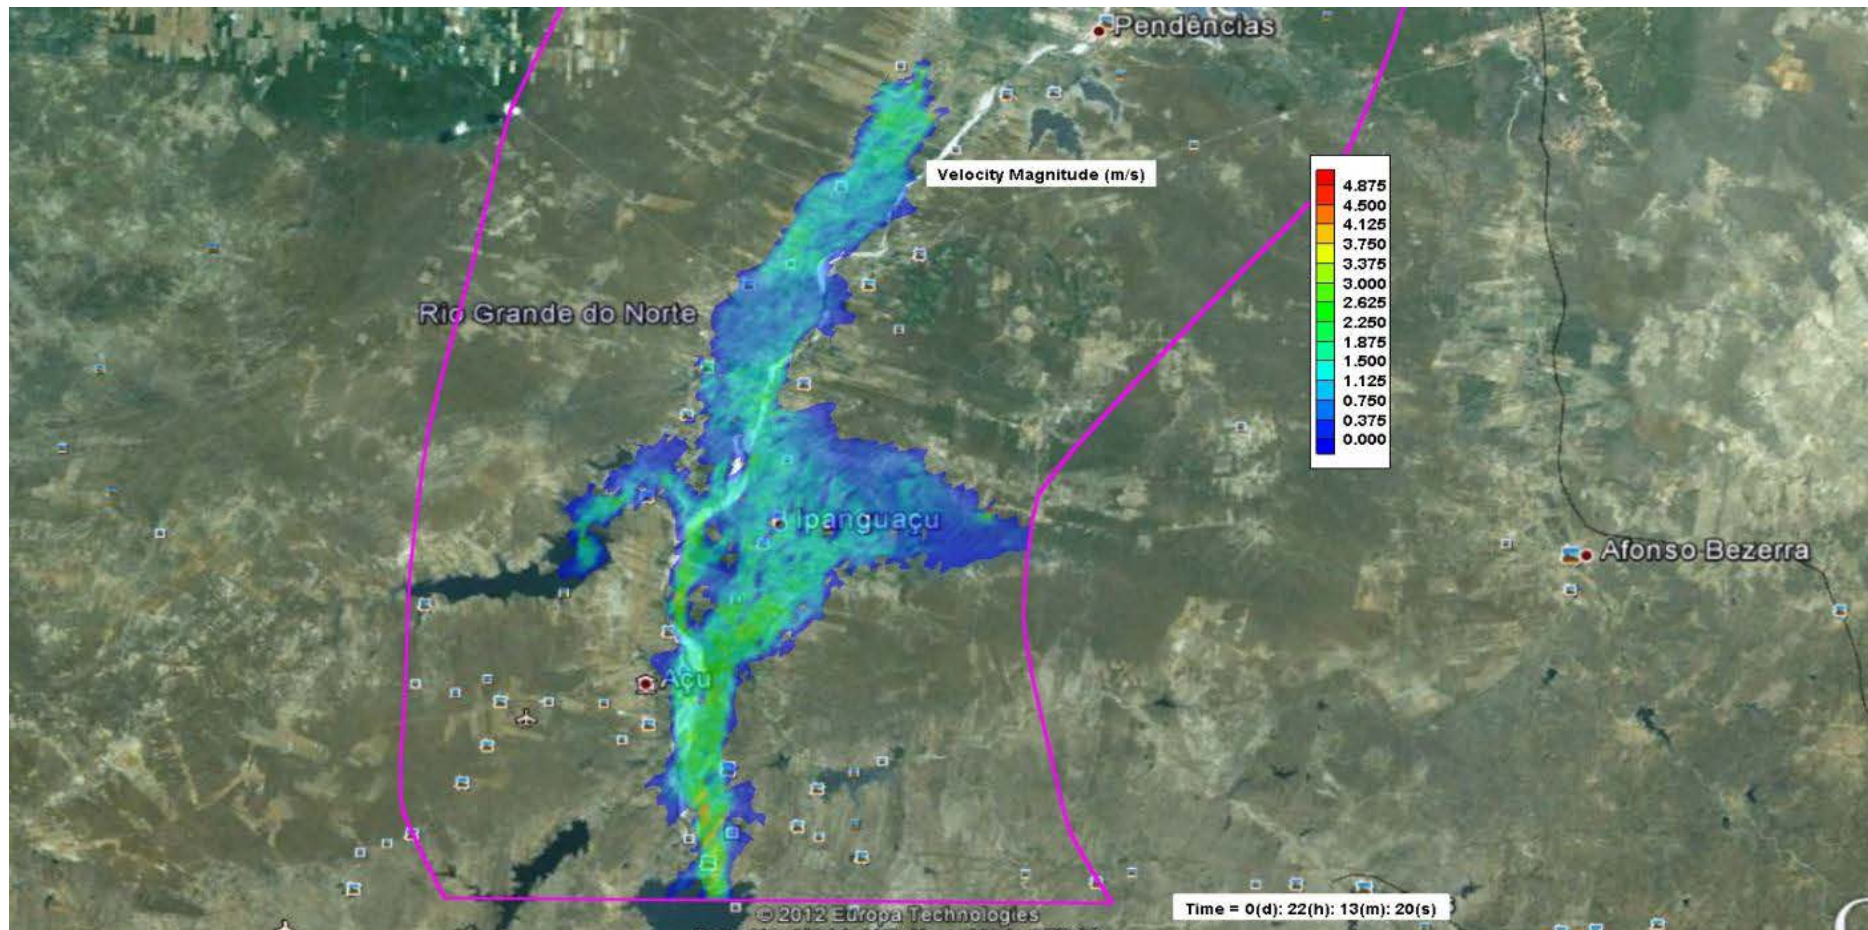 Pendências
Velocity Magnitude (m/s)
4.875
4.500
4.125
3.750
3.375
3.000
2.625
2.250
1.875
1.500
1.125
0.750
0.375
0.000
Rio Grande do Norte
Ipanguaçu
Afonso Bezerra
Açu
Time = 0(d): 22(h): 13(m): 20(s)
© 2012 Europa Technologies